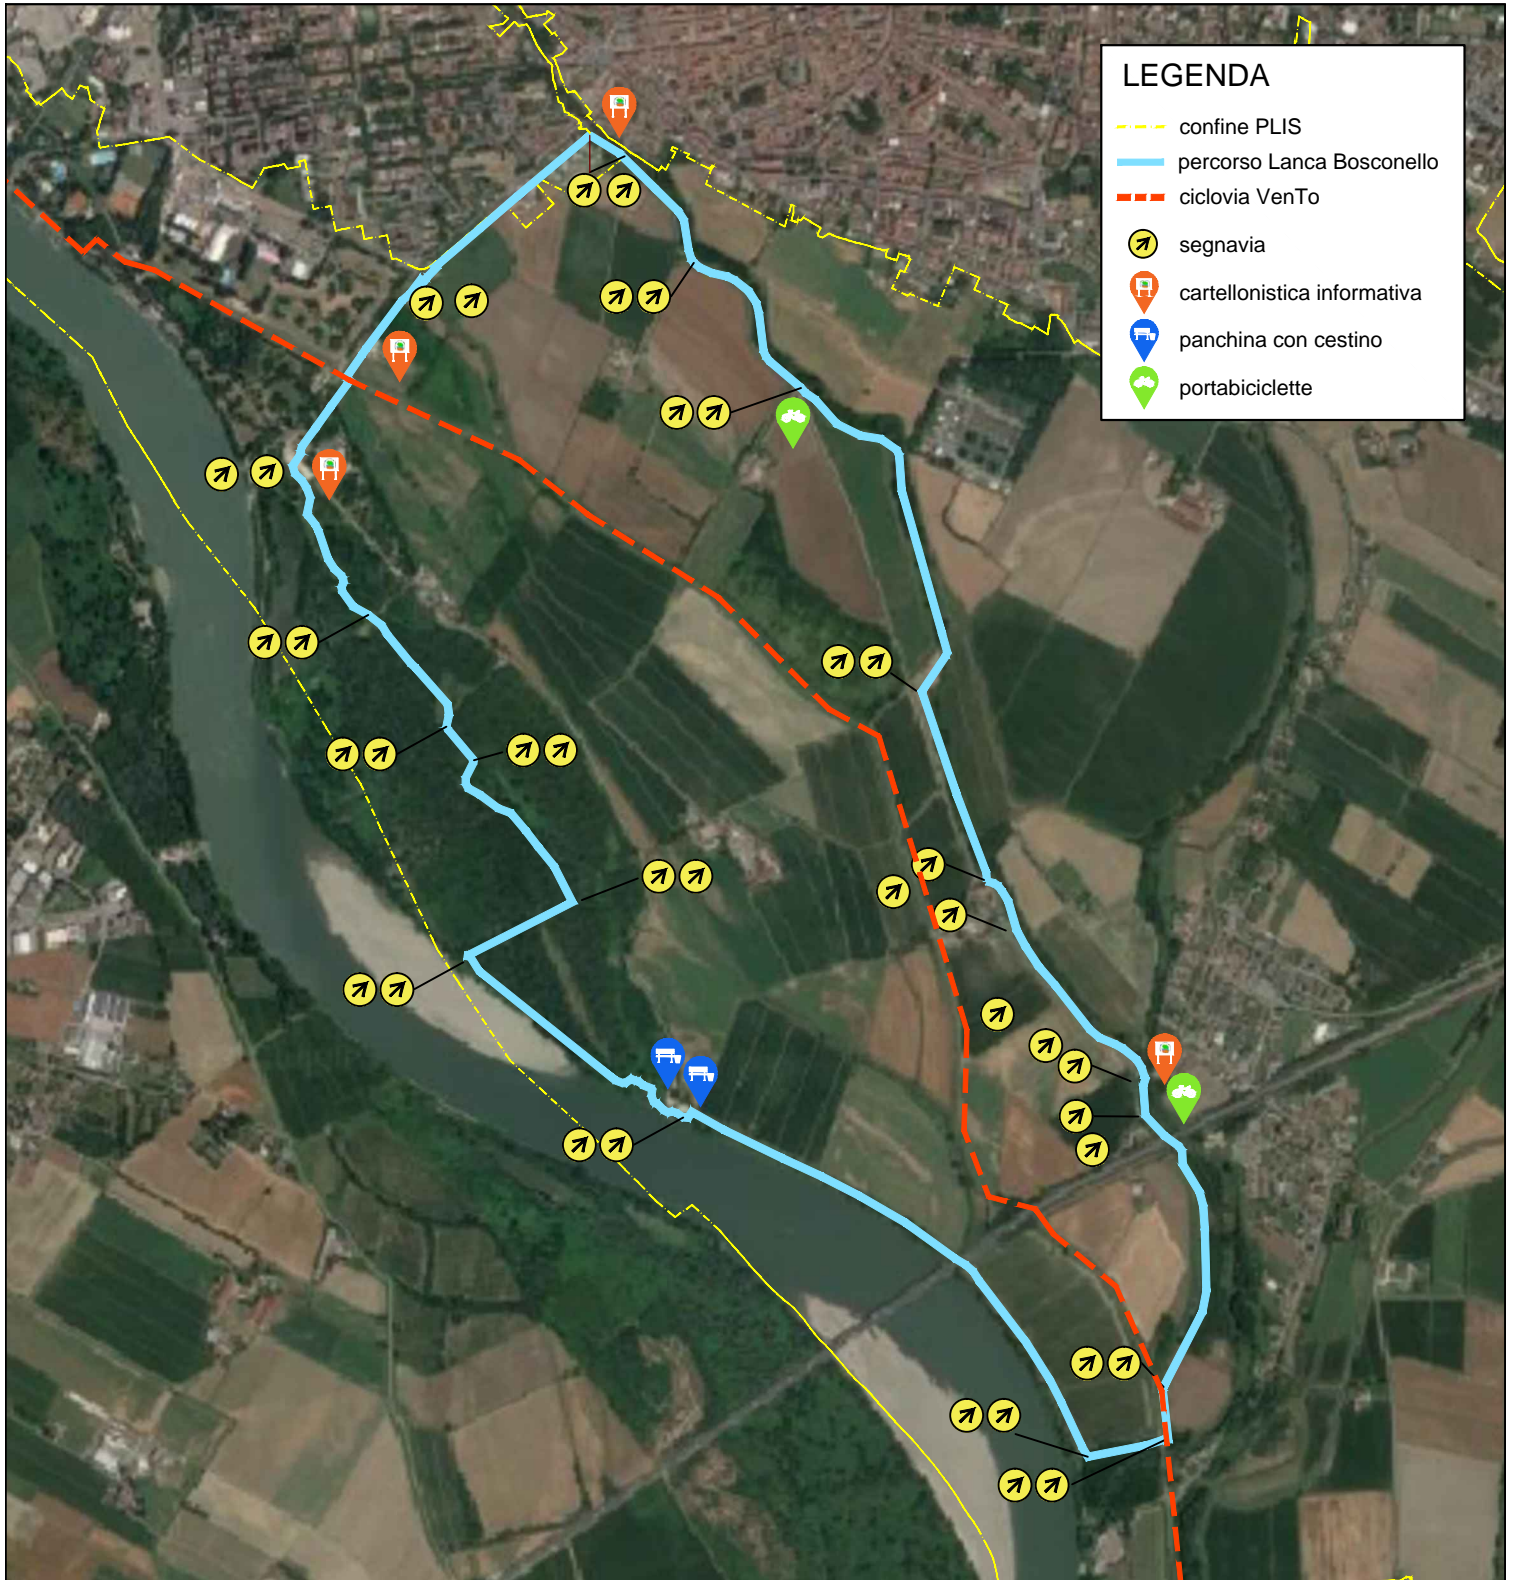 LEGENDA
confine PLIS
percorso Lanca Bosconello
ciclovia VenTo
segnavia
cartellonistica informativa
panchina con cestino
portabiciclette